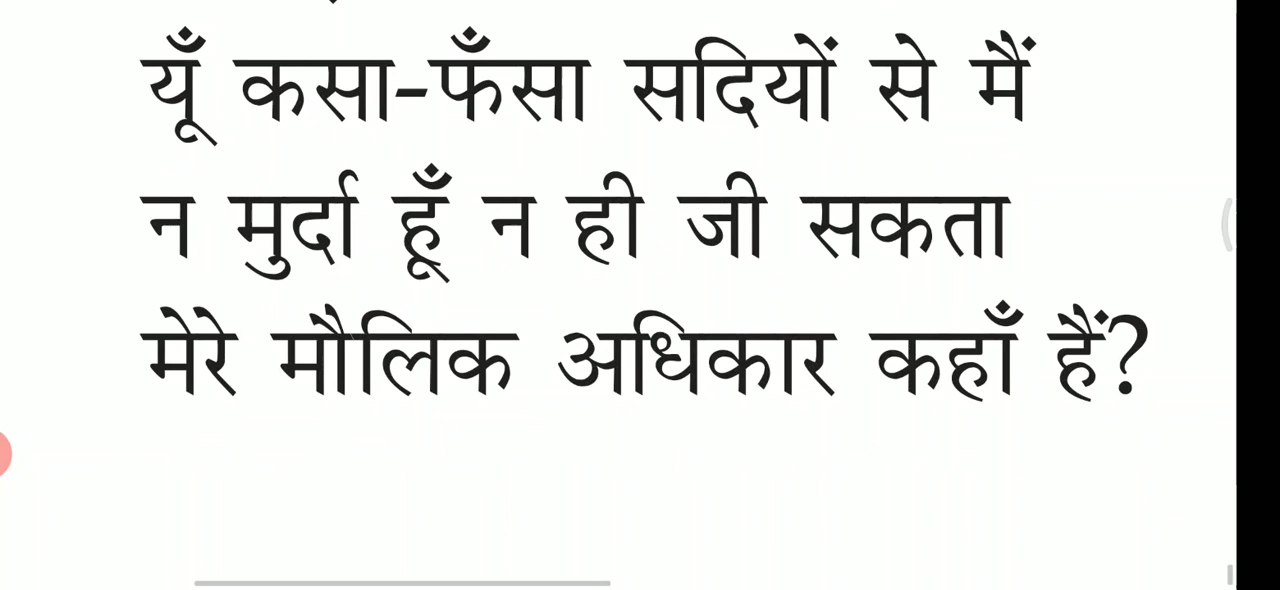 यूँ कसा-फँसा सदियों से मैं
न मुर्दा हूँ न ही जी सकता
मेरे मौलिक अधिकार कहाँ हैं?